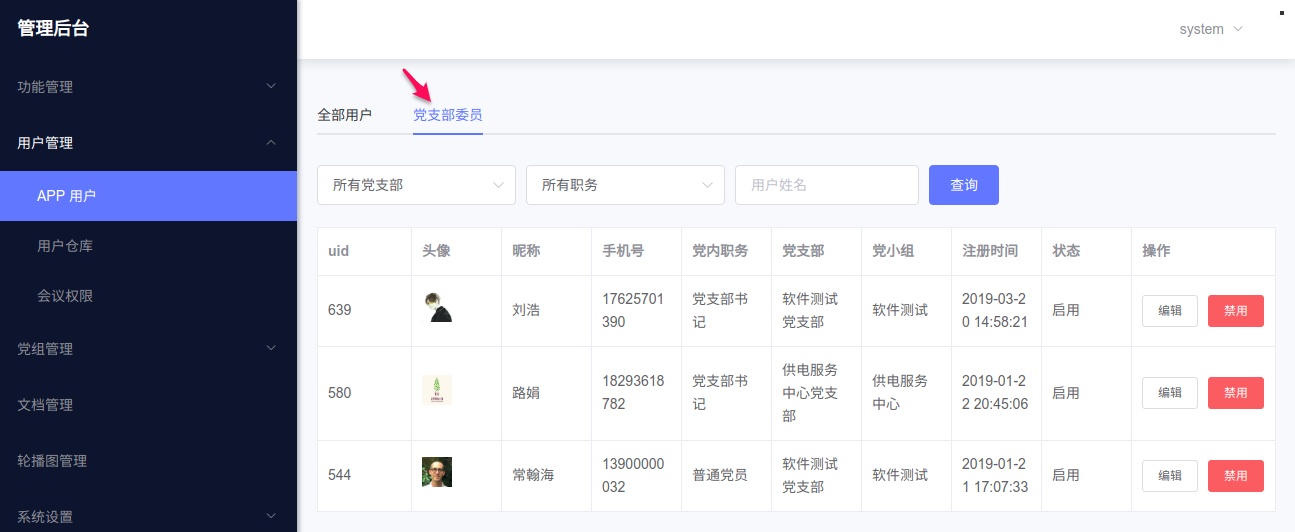 管理后台
system
功能管理
用户管理
APP 用户
用户仓库
会议权限
党组管理
文档管理
轮播图管理
系统设置
全部用户 党支部委员
所有党支部 所有职务 用户姓名 查询
uid 头像 昵称 手机号 党内职务 党支部 党小组 注册时间 状态 操作
639 刘浩 17625701390 党支部书记 软件测试党支部 软件测试 2019-03-20 14:58:21 启用 编辑 禁用
580 路娟 18293618782 党支部书记 供电服务中心党支部 供电服务中心 2019-01-22 20:45:06 启用 编辑 禁用
544 常翰海 13900000032 普通党员 软件测试党支部 软件测试 2019-01-21 17:07:33 启用 编辑 禁用